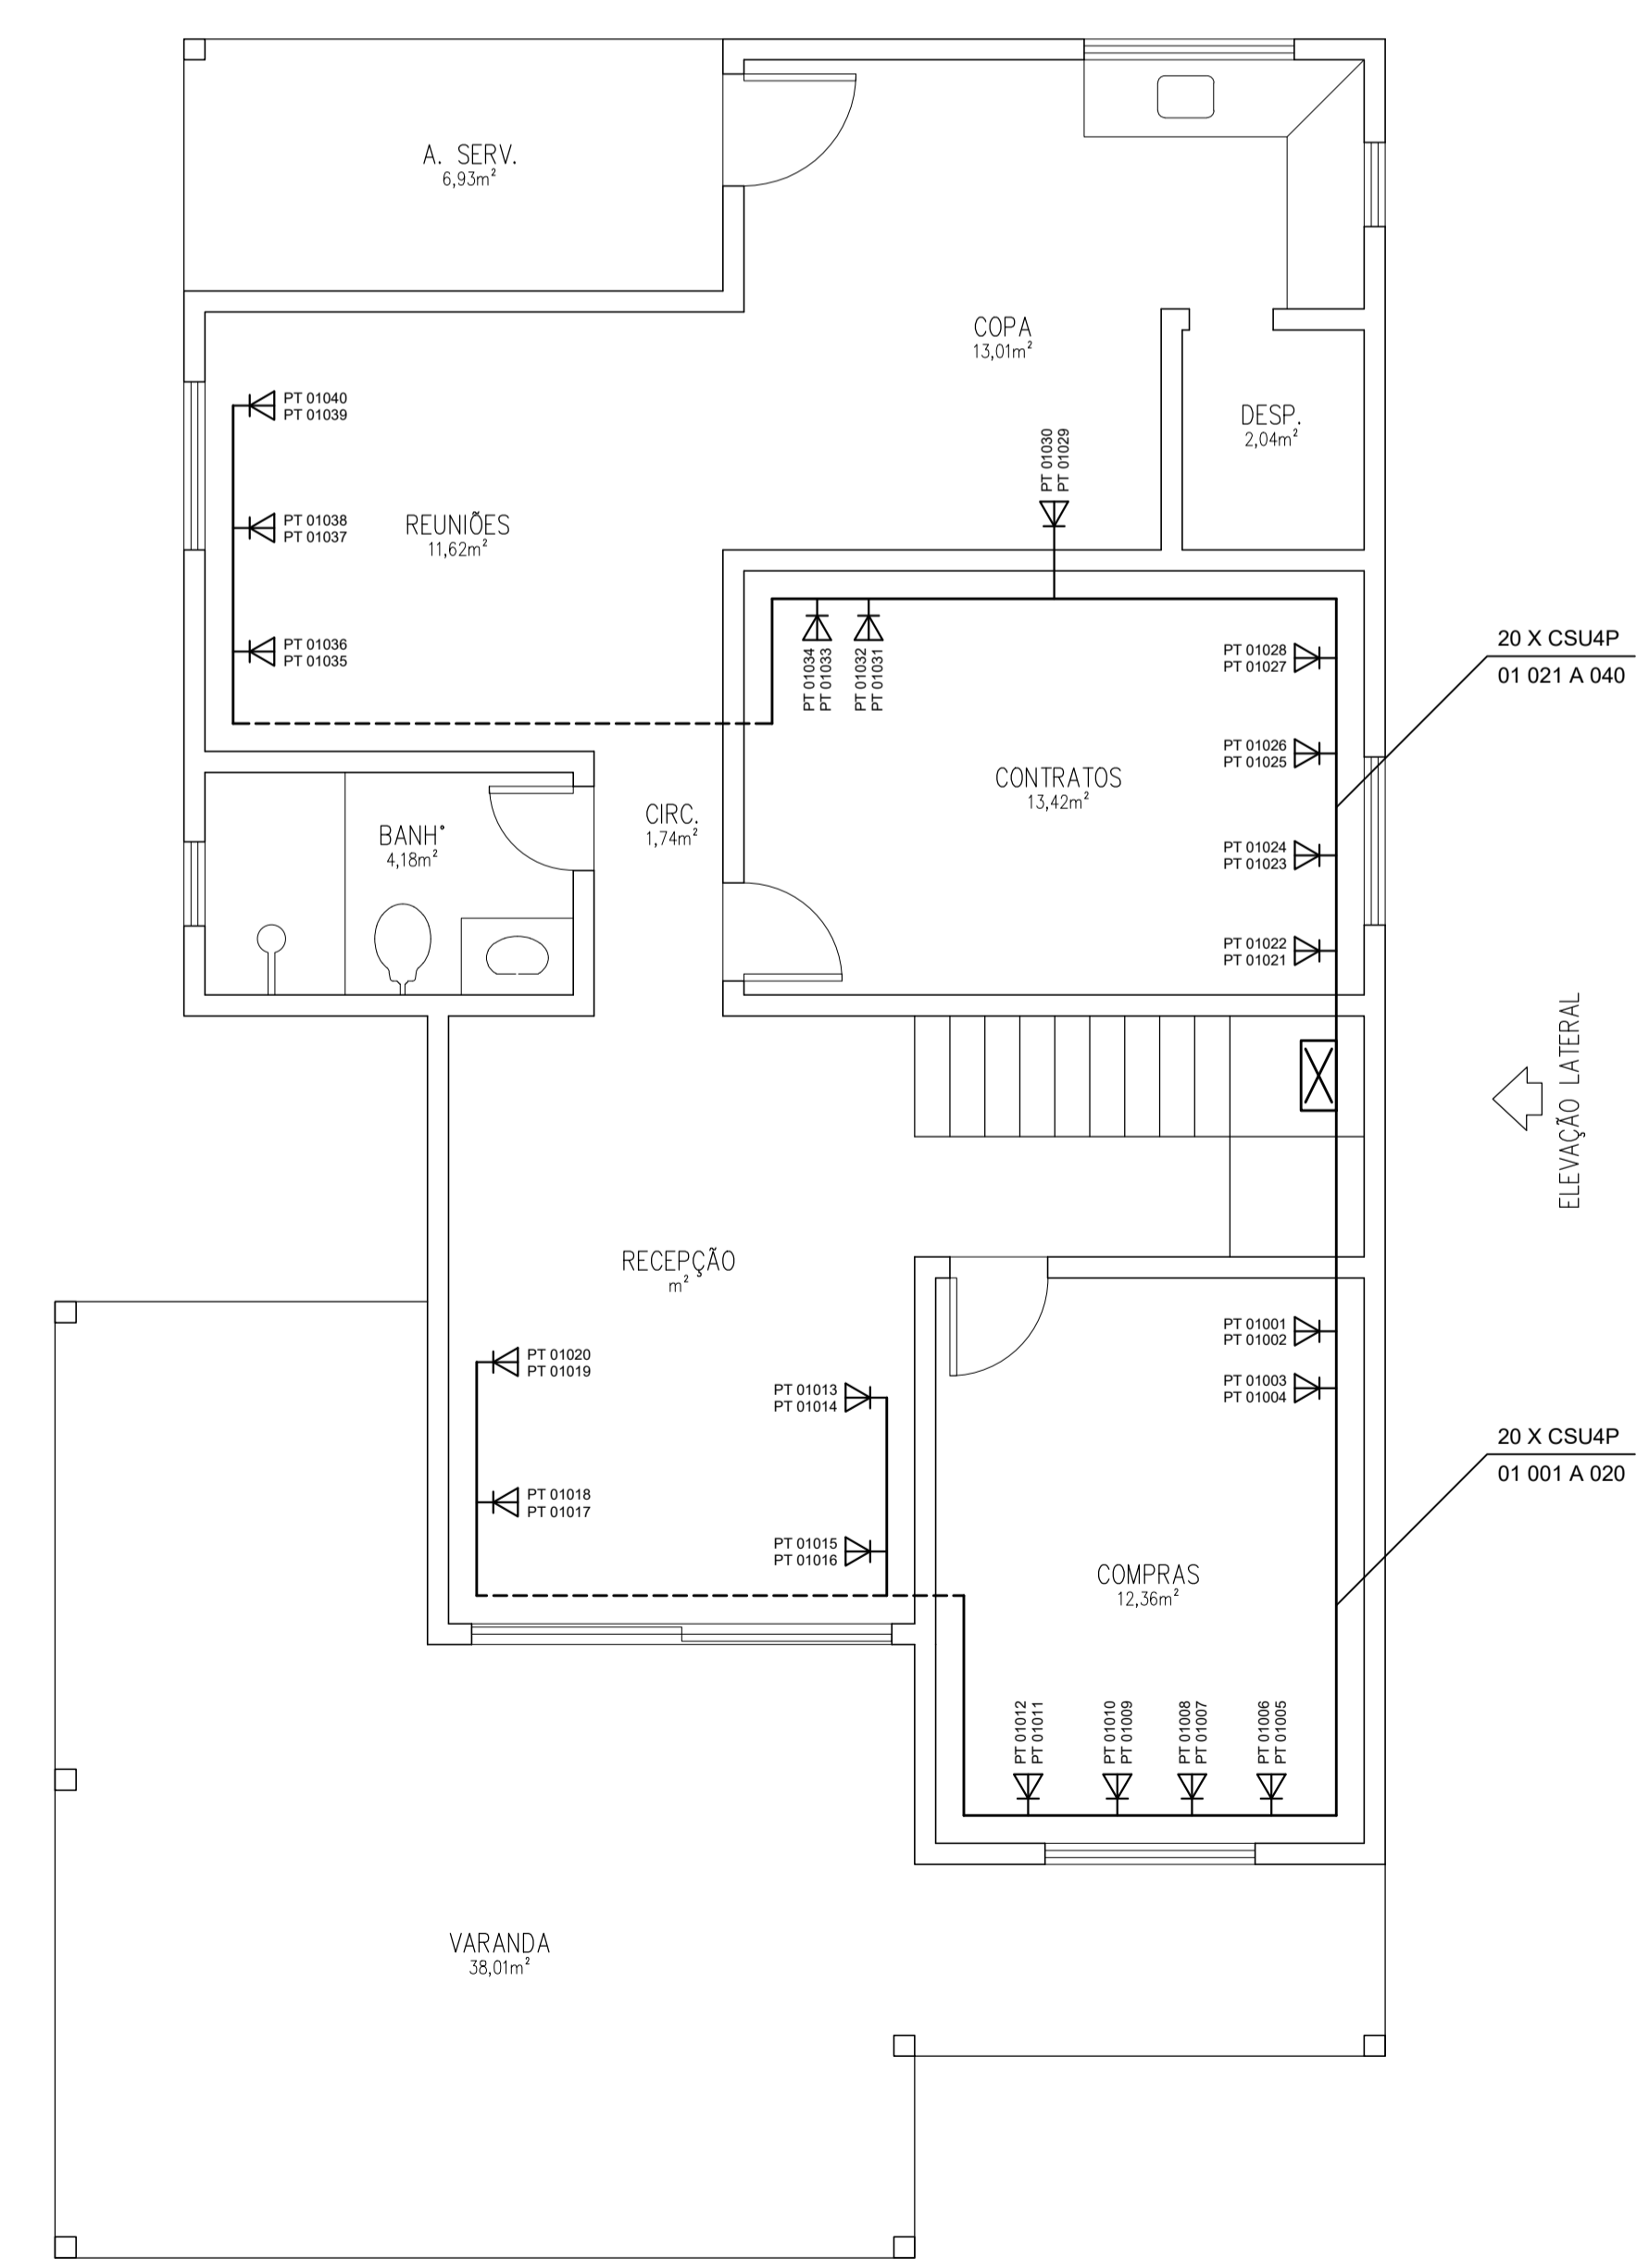 A. SERV.
6,93m²
COPA
13,01m²
DESP.
2,04m²
PT 01040
PT 01039
PT 01030
PT 01029
REUNIÕES
11,62m²
PT 01038
PT 01037
PT 01036
PT 01035
PT 01034
PT 01033
PT 01032
PT 01031
PT 01028
PT 01027
20 X CSU4P
01 021 A 040
PT 01026
PT 01025
CONTRATOS
13,42m²
CIRC.
1,74m²
BANH°
4,18m²
PT 01024
PT 01023
PT 01022
PT 01021
ELEVAÇÃO LATERAL
RECEPÇÃO
m²
PT 01001
PT 01002
PT 01020
PT 01019
PT 01013
PT 01014
PT 01003
PT 01004
20 X CSU4P
01 001 A 020
PT 01018
PT 01017
PT 01015
PT 01016
COMPRAS
12,36m²
PT 01012
PT 01011
PT 01010
PT 01009
PT 01008
PT 01007
PT 01006
PT 01005
VARANDA
38,01m²